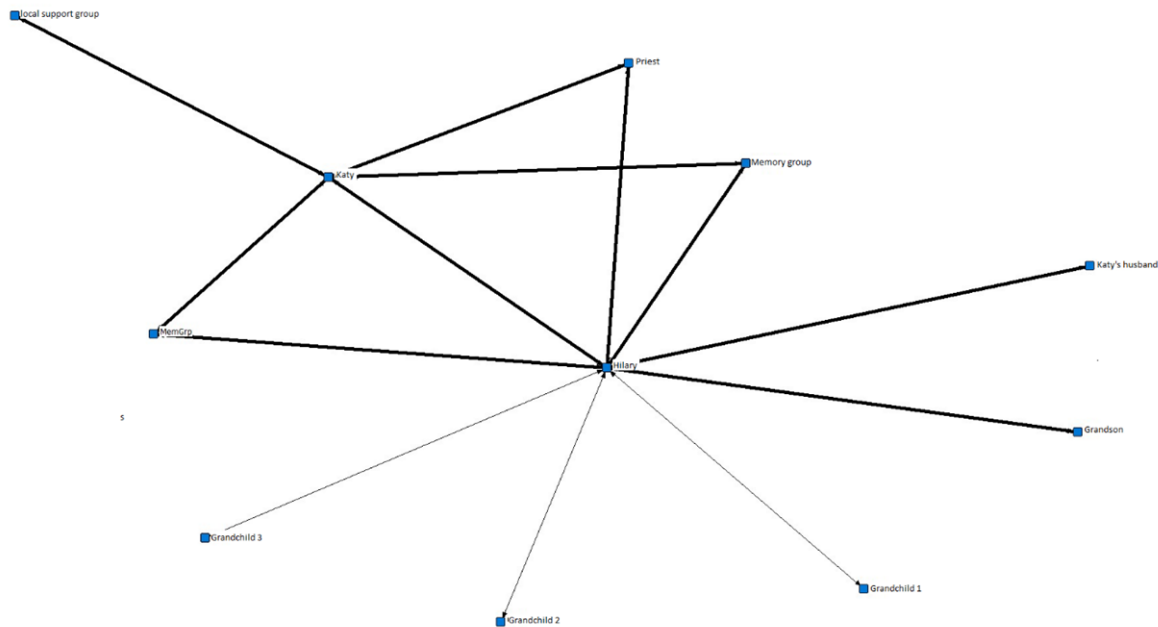 local support group
Priest
Memory group
Katy
Katy's husband
MemGrp
Hilary
s
Grandson
Grandchild 3
Grandchild 1
Grandchild 2